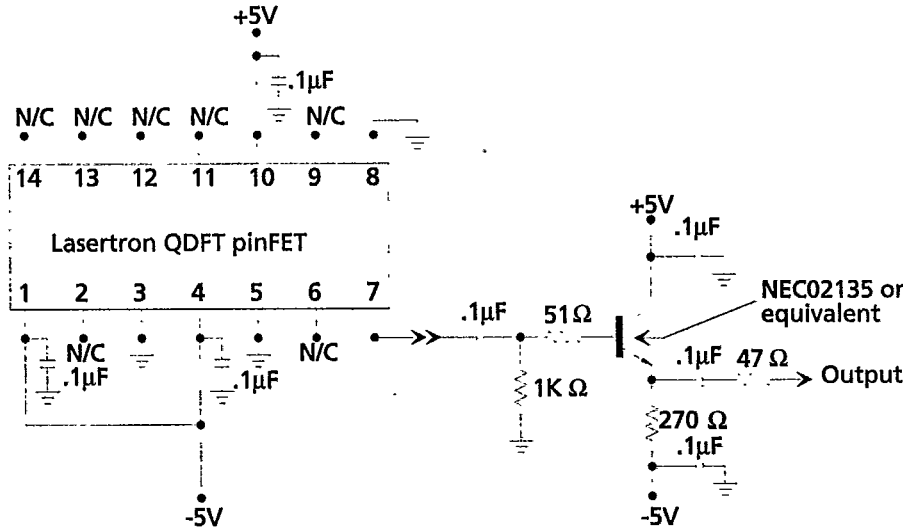 +5V
.1µF
N/C N/C N/C N/C N/C
14 13 12 11 10 9 8
Lasertron QDFT pinFET
1 2 3 4 5 6 7
N/C N/C
.1µF .1µF
-5V
.1µF
51Ω
1K Ω
+5V
.1µF
NEC02135 or
equivalent
.1µF
47 Ω
Output
270 Ω
.1µF
-5V